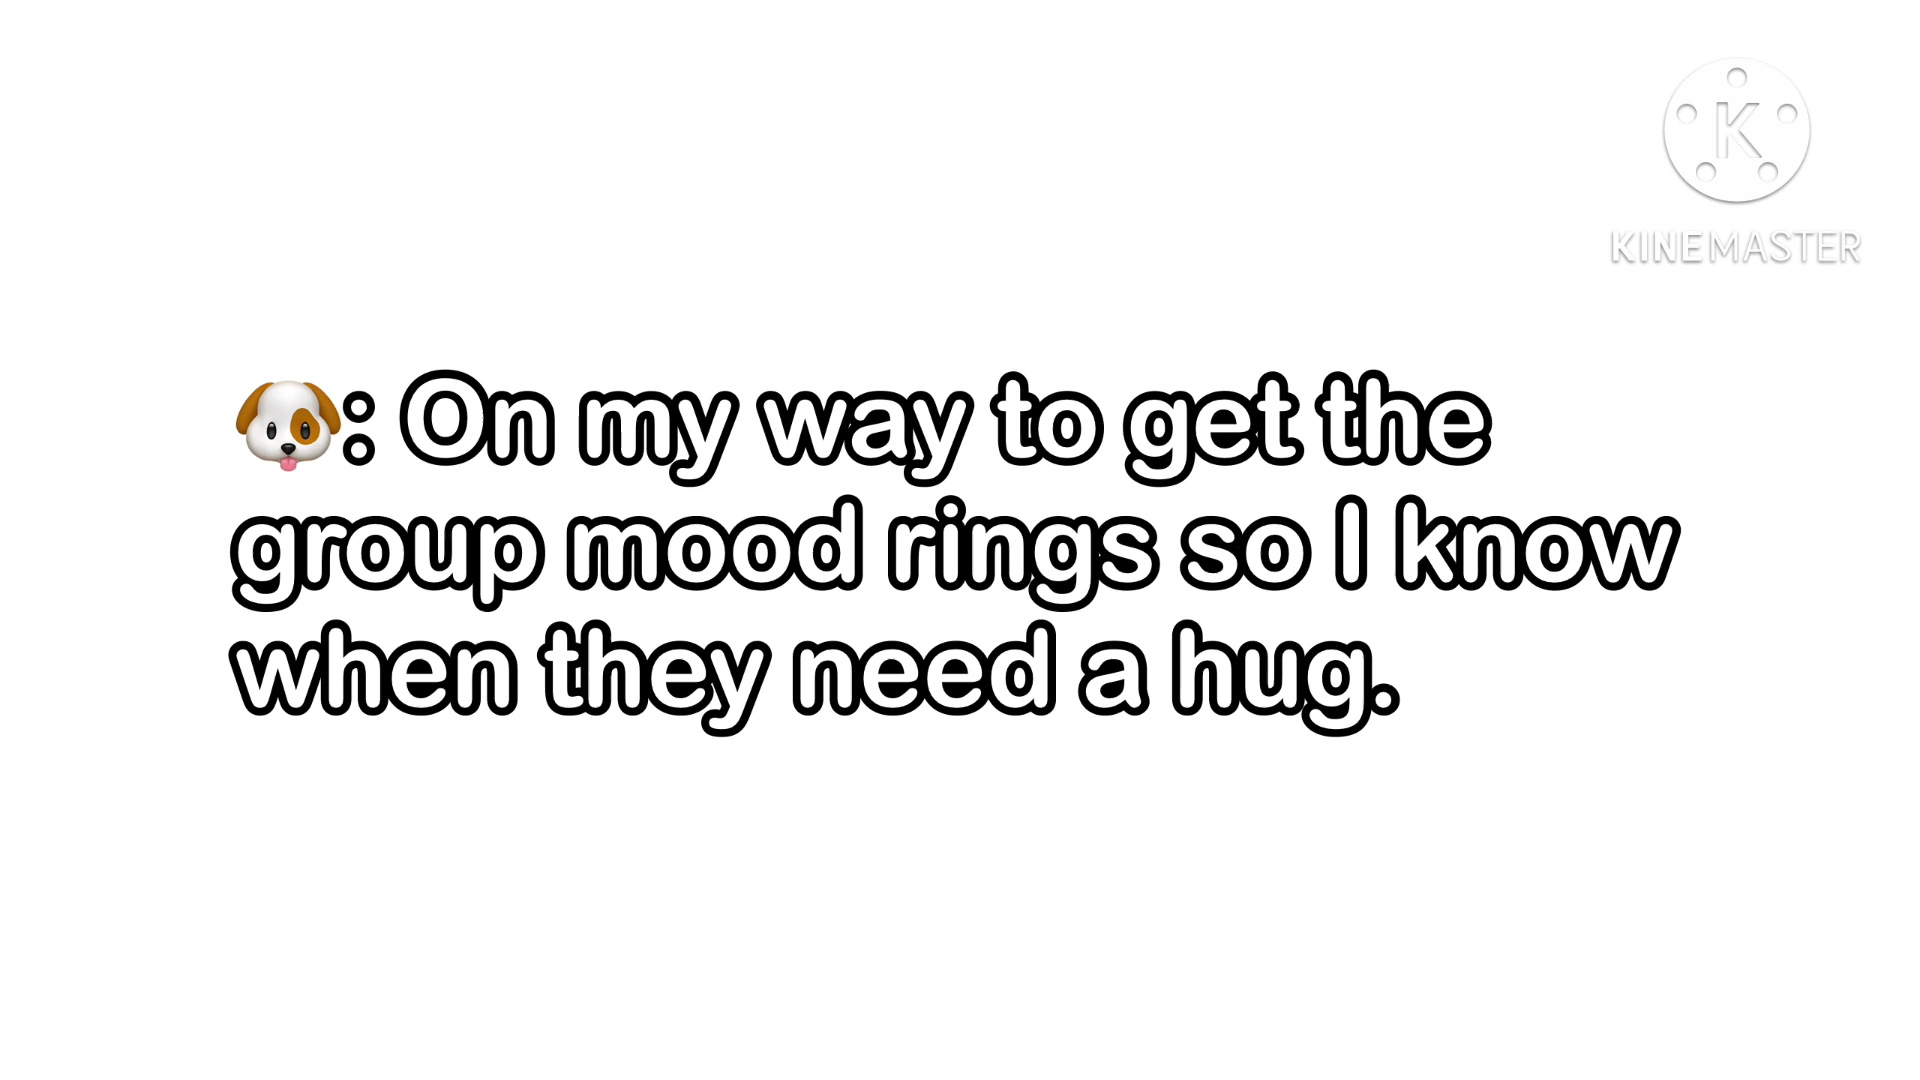 K
KINEMASTER
🐶: On my way to get the
group mood rings so I know
when they need a hug.